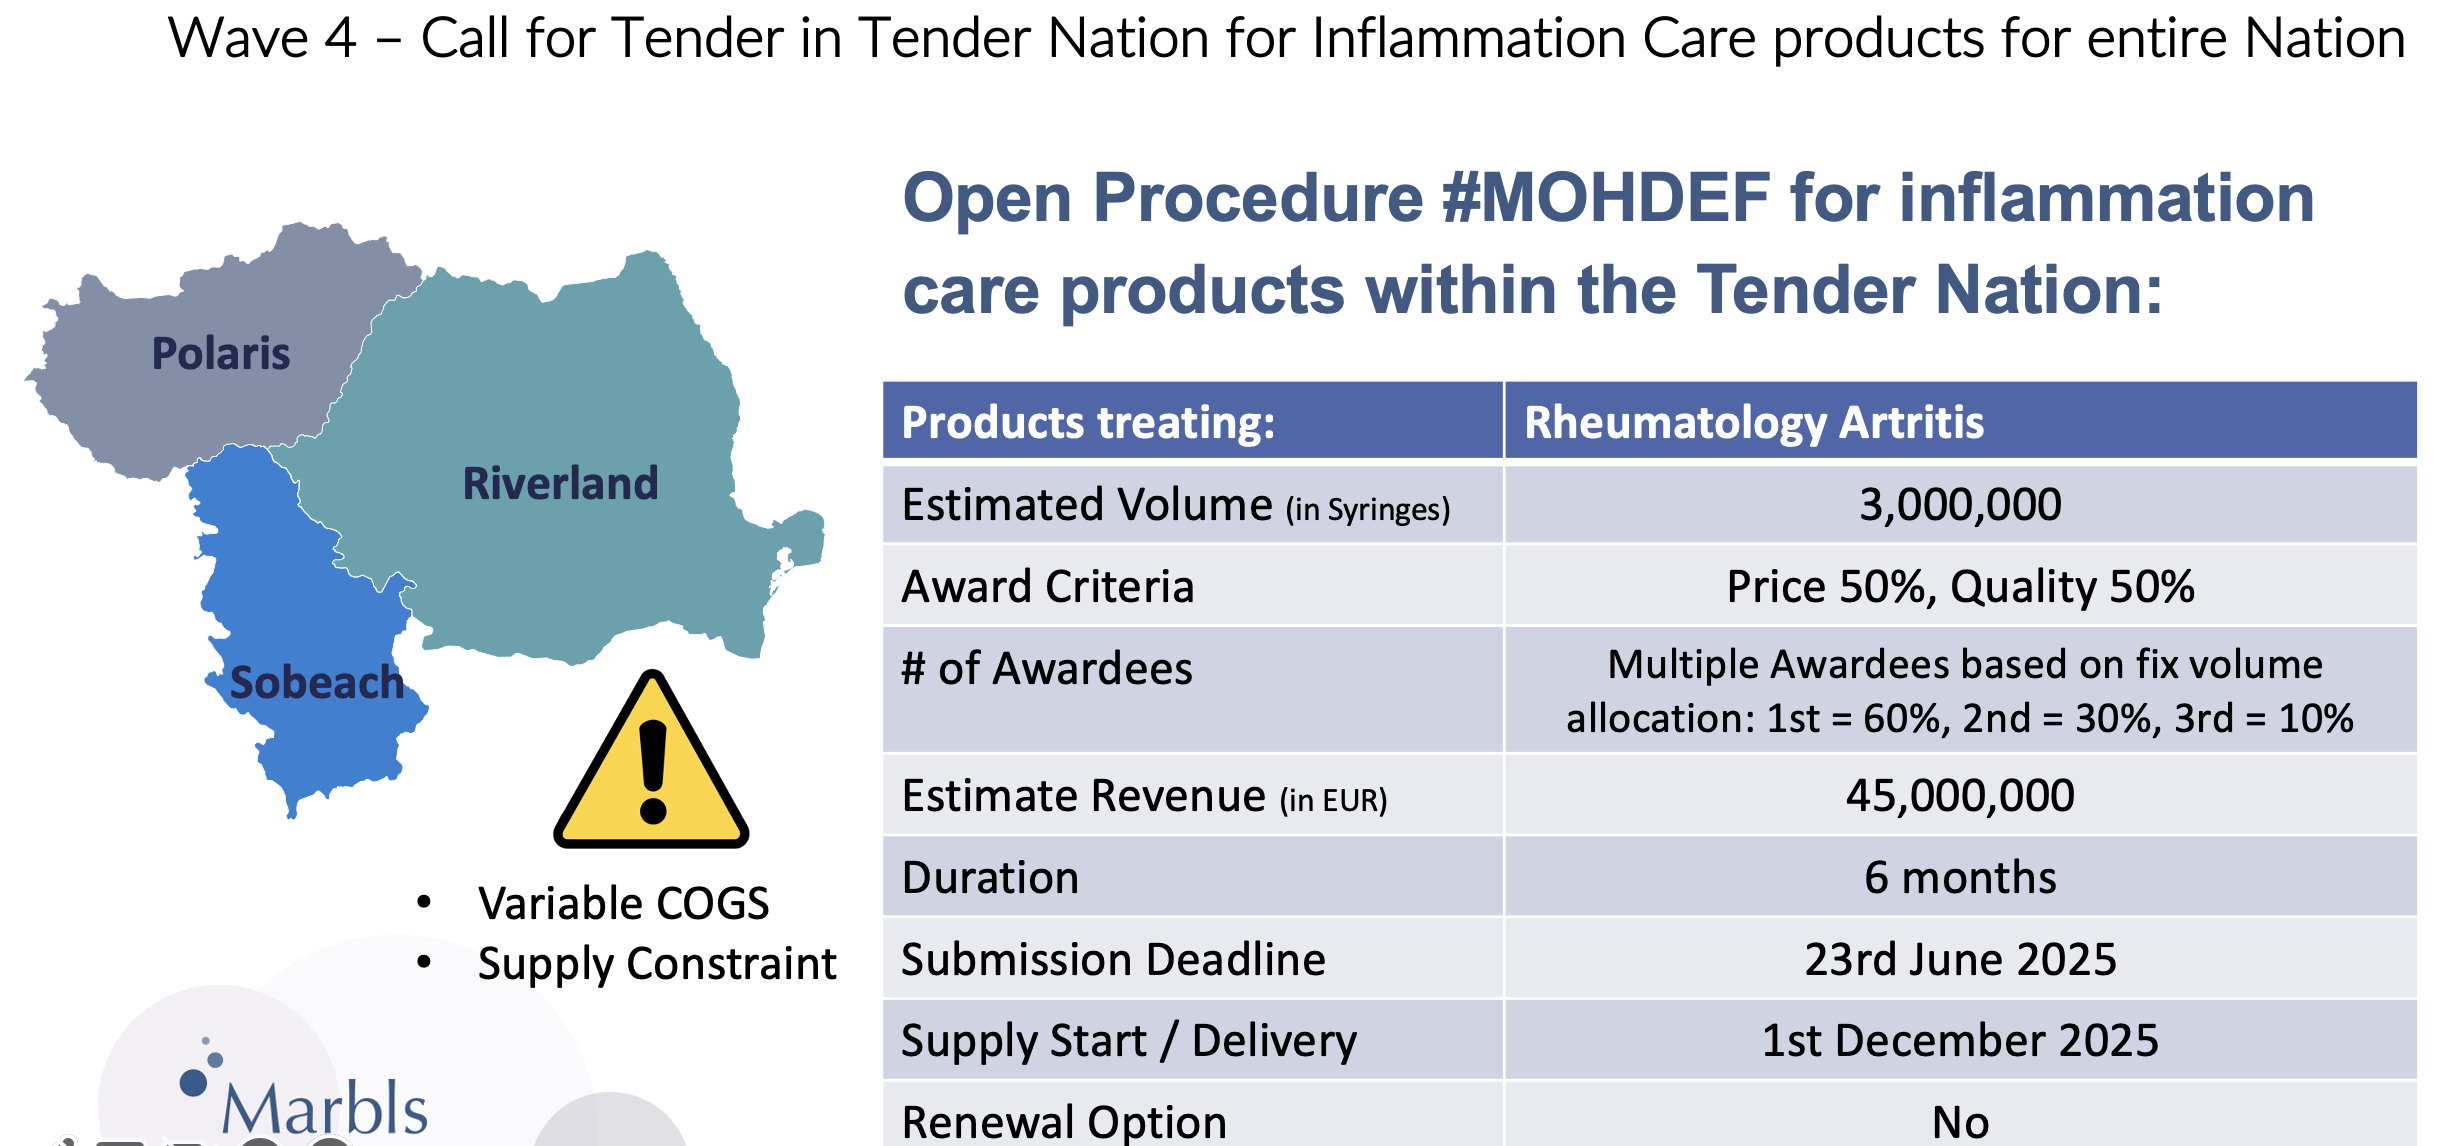 Wave 4 – Call for Tender in Tender Nation for Inflammation Care products for entire Nation
Open Procedure #MOHDEF for inflammation
care products within the Tender Nation:
Polaris
Riverland
Sobeach
• Variable COGS
• Supply Constraint
Marbls
Products treating: Rheumatology Artritis
Estimated Volume (in Syringes) 3,000,000
Award Criteria Price 50%, Quality 50%
# of Awardees Multiple Awardees based on fix volume
allocation: 1st = 60%, 2nd = 30%, 3rd = 10%
Estimate Revenue (in EUR) 45,000,000
Duration 6 months
Submission Deadline 23rd June 2025
Supply Start / Delivery 1st December 2025
Renewal Option No